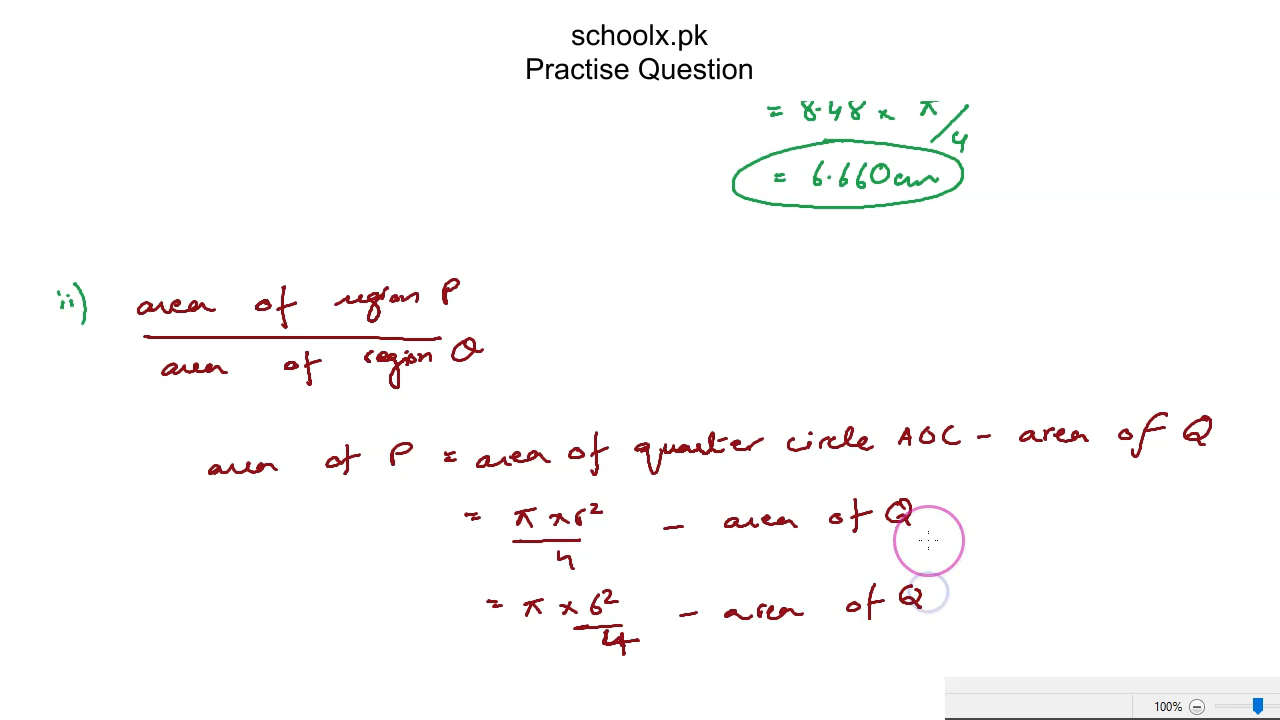 schoolx.pk
Practise Question
= 8.48 x π/4
= 6.660cm
ii) area of region P
area of region Q
area of P = area of quarter circle AOC - area of Q
= π x 6² / 4 - area of Q
= π x 6² / 4 - area of Q
100%